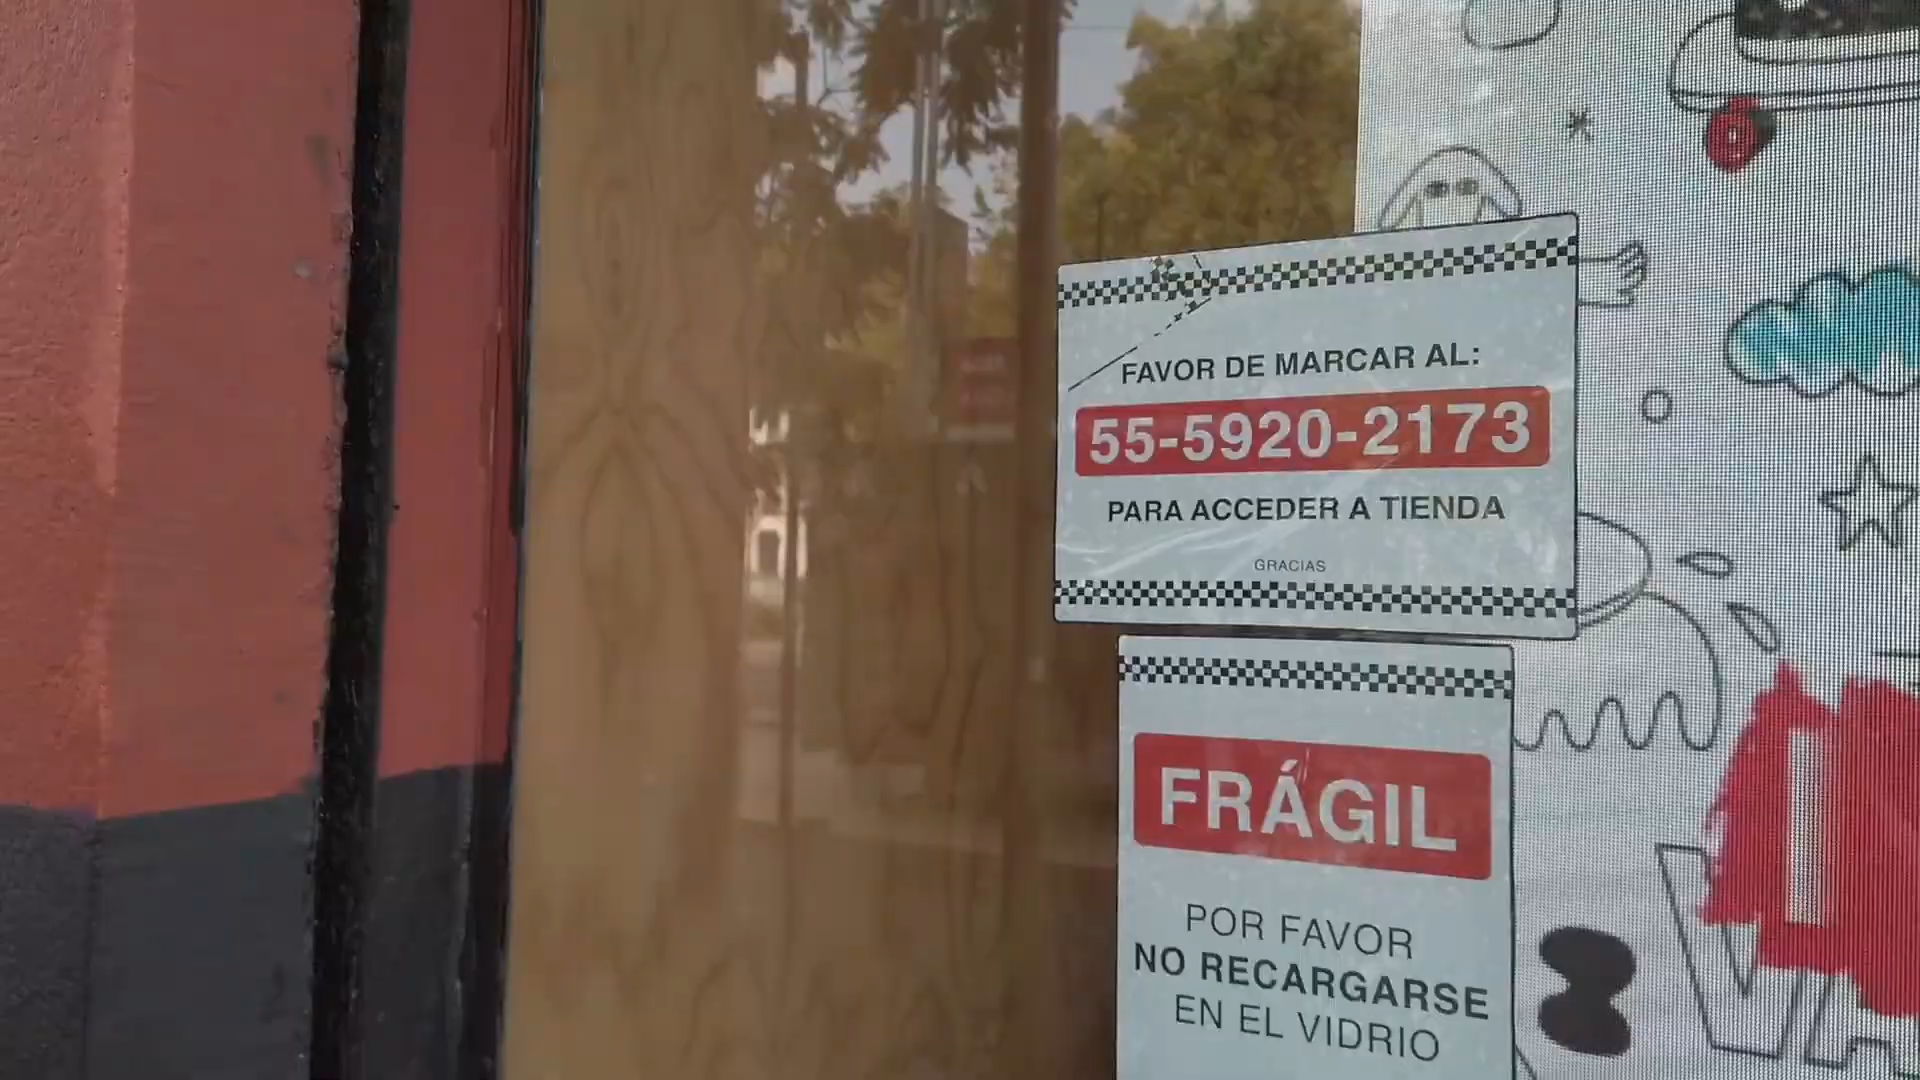 FAVOR DE MARCAR AL:
55-5920-2173
PARA ACCEDER A TIENDA
GRACIAS
FRÁGIL
POR FAVOR
NO RECARGARSE
EN EL VIDRIO